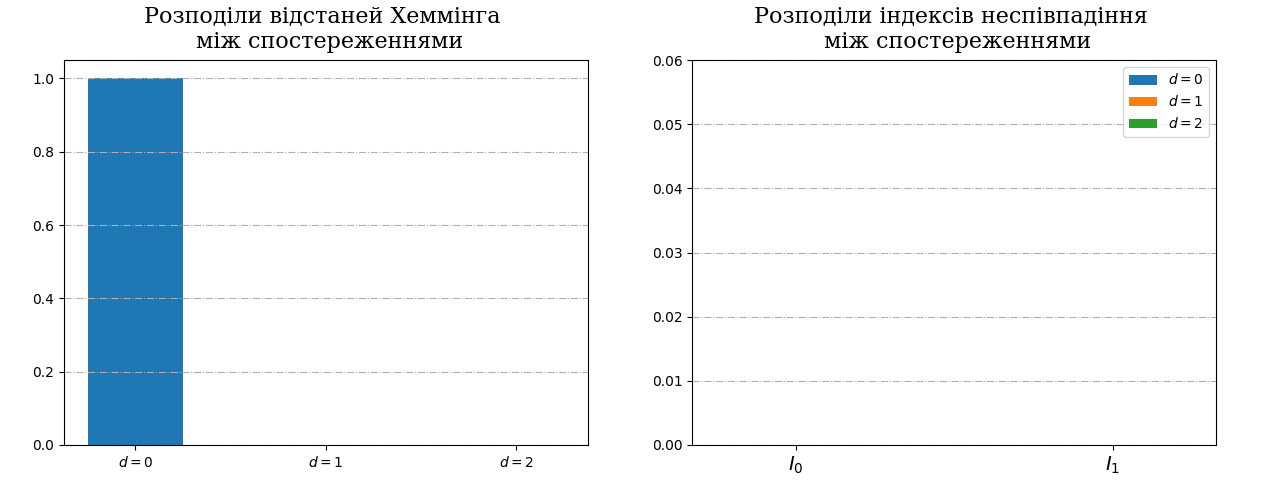 Розподіли відстаней Хеммінга
між спостереженнями
1.0
0.8
0.6
0.4
0.2
0.0
d = 0
d = 1
d = 2
Розподіли індексів неспівпадіння
між спостереженнями
0.06
0.05
0.04
0.03
0.02
0.01
0.00
I₀
I₁
d = 0
d = 1
d = 2